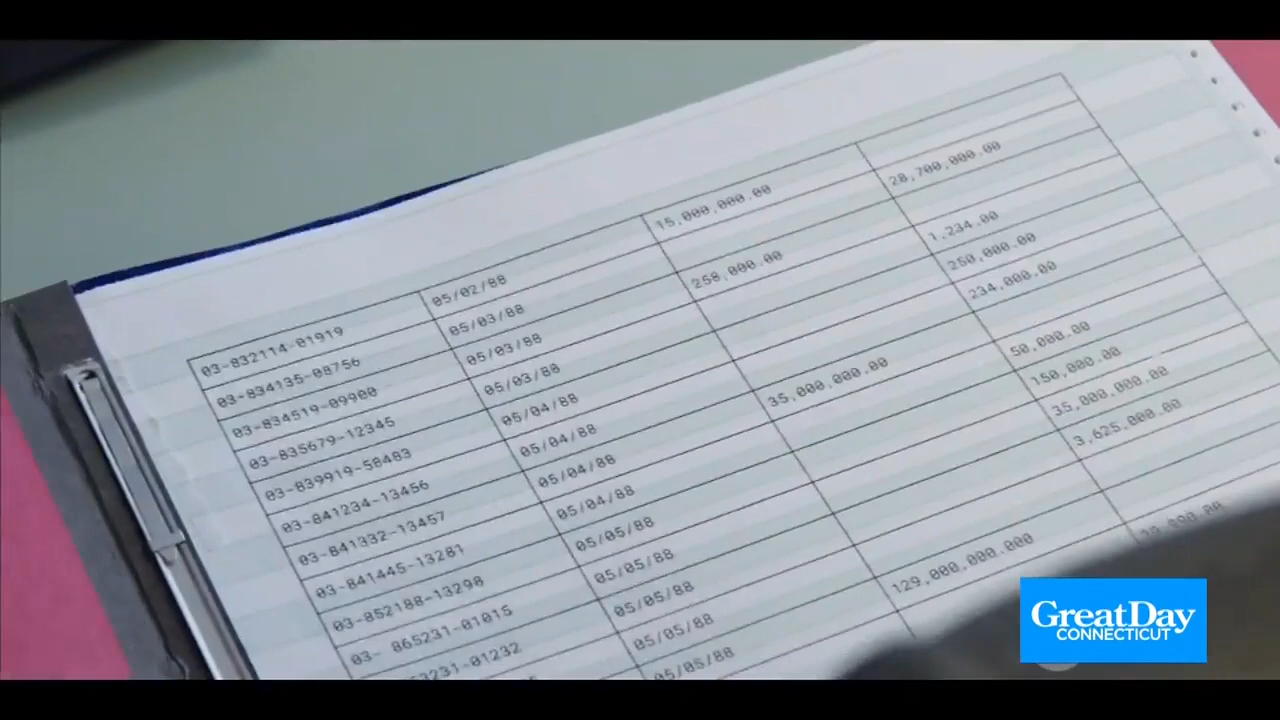 03-832114-01919 05/02/88 15,000,000.00
03-834135-08756 05/03/88 28,700,000.00
03-834519-09900 05/03/88 258,000.00
03-835679-12345 05/03/88 1,234.00
03-839919-58483 05/04/88 250,000.00
03-841234-13456 05/04/88 234,000.00
03-841332-13457 05/04/88 35,000,000.00
03-841445-13281 05/04/88 50,000.00
03-852188-13298 05/05/88 150,000.00
03- 865231-01015 05/05/88 35,000,000.00
05/05/88 3,625,000.00
05/05/88
05/05/88 129,000,000.000
GreatDay
CONNECTICUT